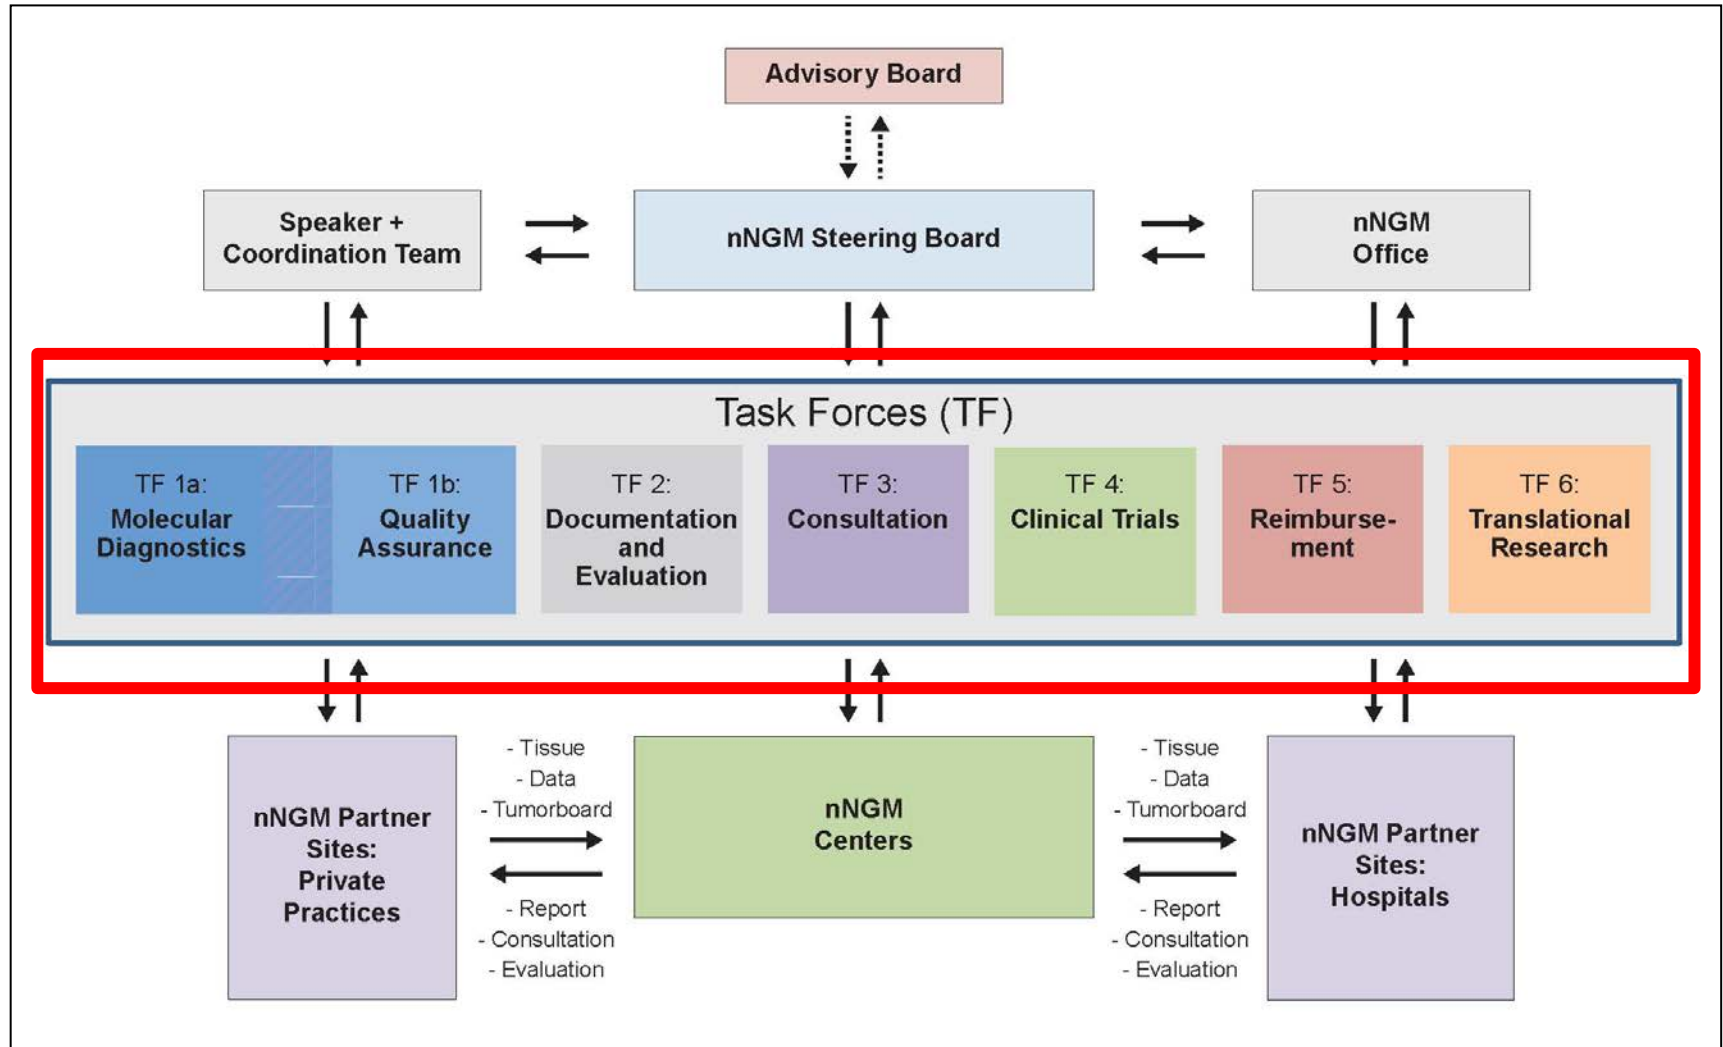 Advisory Board
Speaker +
Coordination Team
nNGM Steering Board
nNGM
Office
Task Forces (TF)
TF 1a:
Molecular
Diagnostics
TF 1b:
Quality
Assurance
TF 2:
Documentation
and
Evaluation
TF 3:
Consultation
TF 4:
Clinical Trials
TF 5:
Reimburse-
ment
TF 6:
Translational
Research
nNGM Partner
Sites:
Private
Practices
- Tissue
- Data
- Tumorboard
- Report
- Consultation
- Evaluation
nNGM
Centers
- Tissue
- Data
- Tumorboard
- Report
- Consultation
- Evaluation
nNGM Partner
Sites:
Hospitals